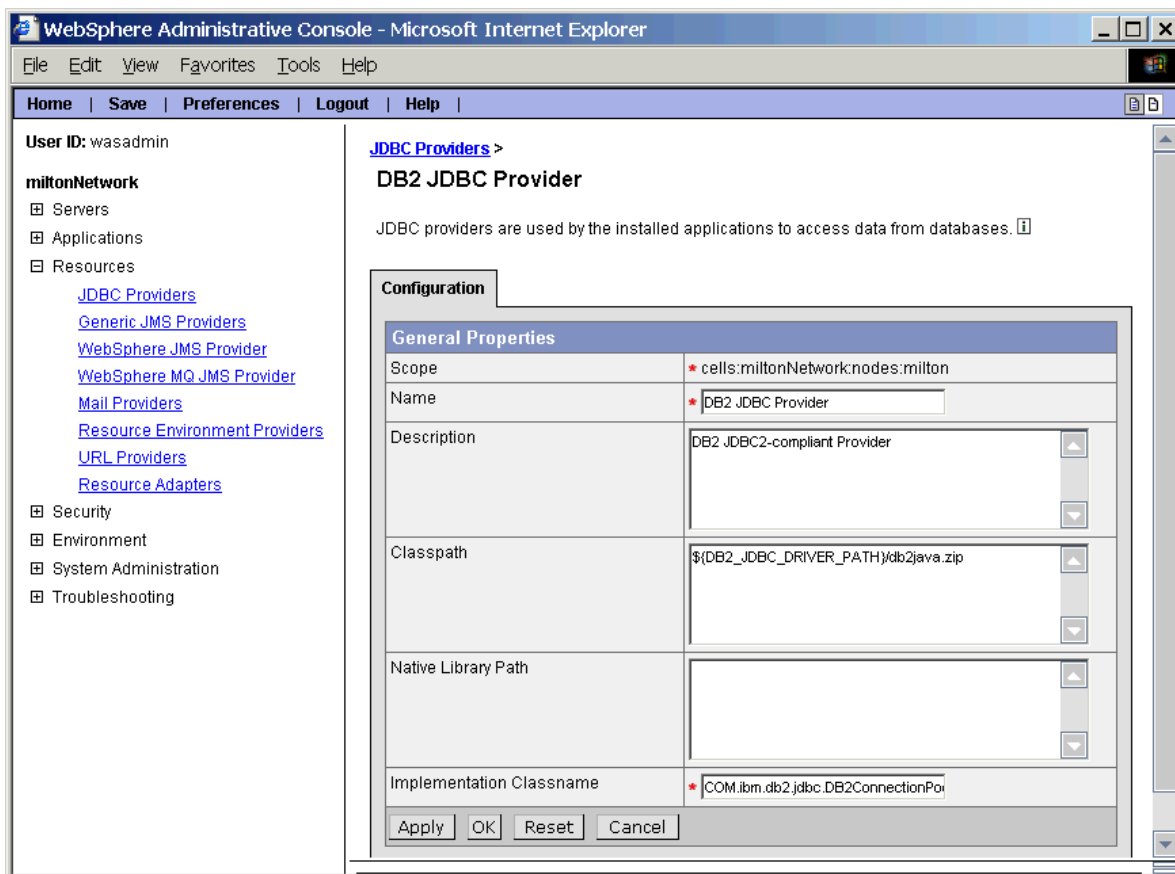 WebSphere Administrative Console - Microsoft Internet Explorer
File Edit View Favorites Tools Help
Home | Save | Preferences | Logout | Help |
User ID: wasadmin
miltonNetwork
Servers
Applications
Resources
JDBC Providers
Generic JMS Providers
WebSphere JMS Provider
WebSphere MQ JMS Provider
Mail Providers
Resource Environment Providers
URL Providers
Resource Adapters
Security
Environment
System Administration
Troubleshooting
JDBC Providers >
DB2 JDBC Provider
JDBC providers are used by the installed applications to access data from databases. i
Configuration
General Properties
Scope * cells:miltonNetwork:nodes:milton
Name * DB2 JDBC Provider
Description DB2 JDBC2-compliant Provider
Classpath ${DB2_JDBC_DRIVER_PATH}/db2java.zip
Native Library Path
Implementation Classname * COM.ibm.db2.jdbc.DB2ConnectionPo
Apply OK Reset Cancel